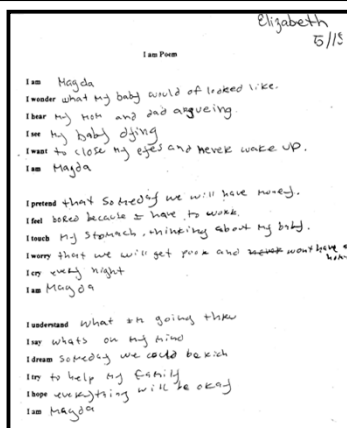 Elizabeth
5/15
I am Poem
I am Magda
I wonder what my baby would of looked like.
I hear my mom and dad argueing.
I see my baby dying
I want to close my eyes and never wake up.
I am Magda
I pretend that someday we will have money.
I feel bored because I have to work.
I touch my stomach, thinking about my baby.
I worry that we will get poor and wont have a
I cry every night
I am Magda
I understand what im going threw
I say whats on my mind
I dream someday we could be rich
I try to help my family
I hope everything will be okay
I am Magda